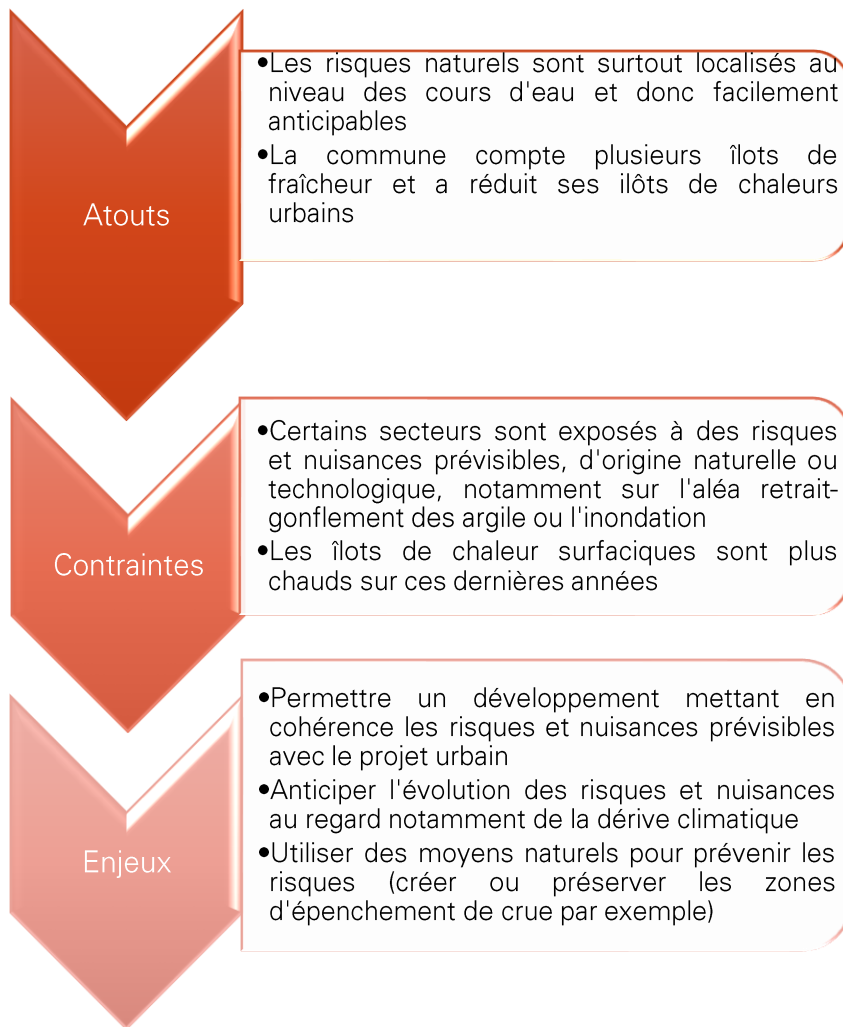 Atouts
•Les risques naturels sont surtout localisés au
niveau des cours d'eau et donc facilement
anticipables
•La commune compte plusieurs îlots de
fraîcheur et a réduit ses ilôts de chaleurs
urbains
Contraintes
•Certains secteurs sont exposés à des risques
et nuisances prévisibles, d'origine naturelle ou
technologique, notamment sur l'aléa retrait-
gonflement des argile ou l'inondation
•Les îlots de chaleur surfaciques sont plus
chauds sur ces dernières années
Enjeux
•Permettre un développement mettant en
cohérence les risques et nuisances prévisibles
avec le projet urbain
•Anticiper l'évolution des risques et nuisances
au regard notamment de la dérive climatique
•Utiliser des moyens naturels pour prévenir les
risques (créer ou préserver les zones
d'épenchement de crue par exemple)